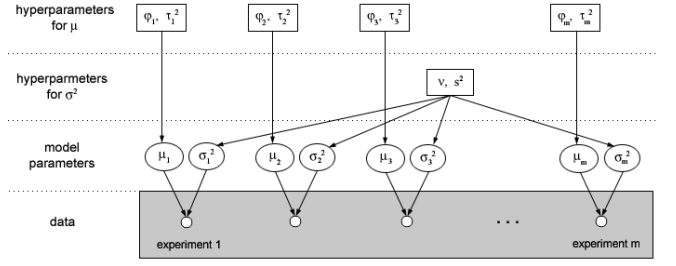 hyperparameters
for μ
φ₁, τ₁²
φ₂, τ₂²
φ₃, τ₃²
φₘ, τₘ²
hyperparmeters
for σ²
ν, s²
model
parameters
μ₁
σ₁²
μ₂
σ₂²
μ₃
σ₃²
μₘ
σₘ²
data
...
experiment 1
experiment m